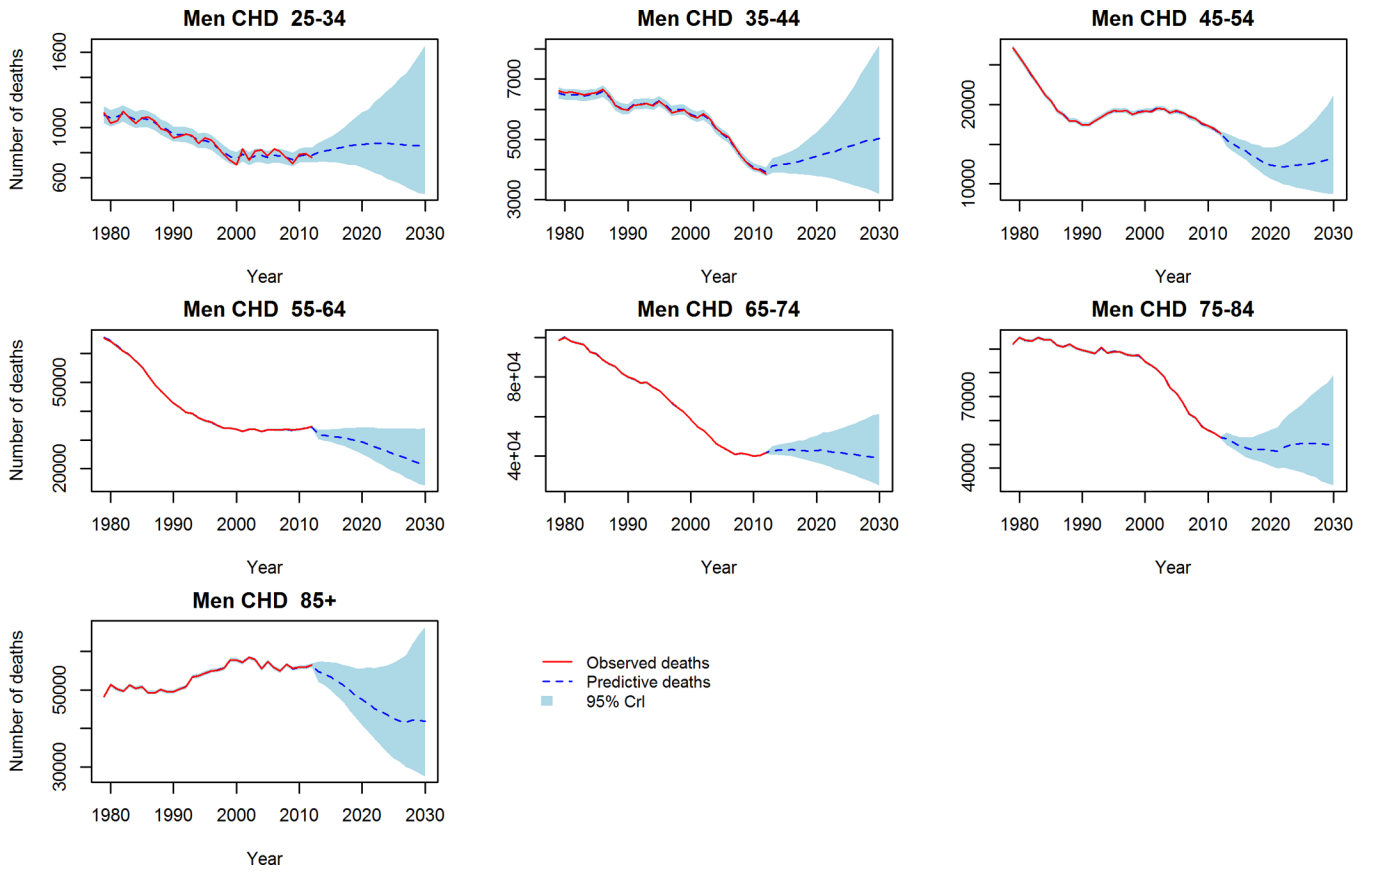 Men CHD 25-34
Number of deaths
600
1000
1600
1980 1990 2000 2010 2020 2030
Year
Men CHD 35-44
3000
5000
7000
1980 1990 2000 2010 2020 2030
Year
Men CHD 45-54
10000
20000
1980 1990 2000 2010 2020 2030
Year
Men CHD 55-64
Number of deaths
20000
50000
1980 1990 2000 2010 2020 2030
Year
Men CHD 65-74
4e+04
8e+04
1980 1990 2000 2010 2020 2030
Year
Men CHD 75-84
40000
70000
1980 1990 2000 2010 2020 2030
Year
Men CHD 85+
Number of deaths
30000
50000
1980 1990 2000 2010 2020 2030
Year
Observed deaths
Predictive deaths
95% CrI